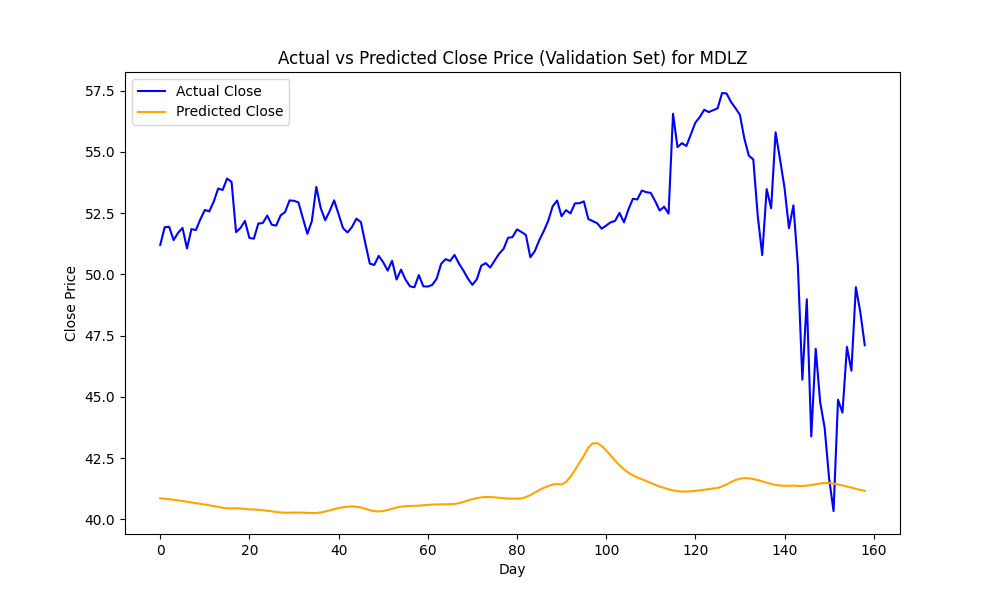 Actual vs Predicted Close Price (Validation Set) for MDLZ
Actual Close
Predicted Close
57.5
55.0
52.5
50.0
47.5
45.0
42.5
40.0
Close Price
0 20 40 60 80 100 120 140 160
Day